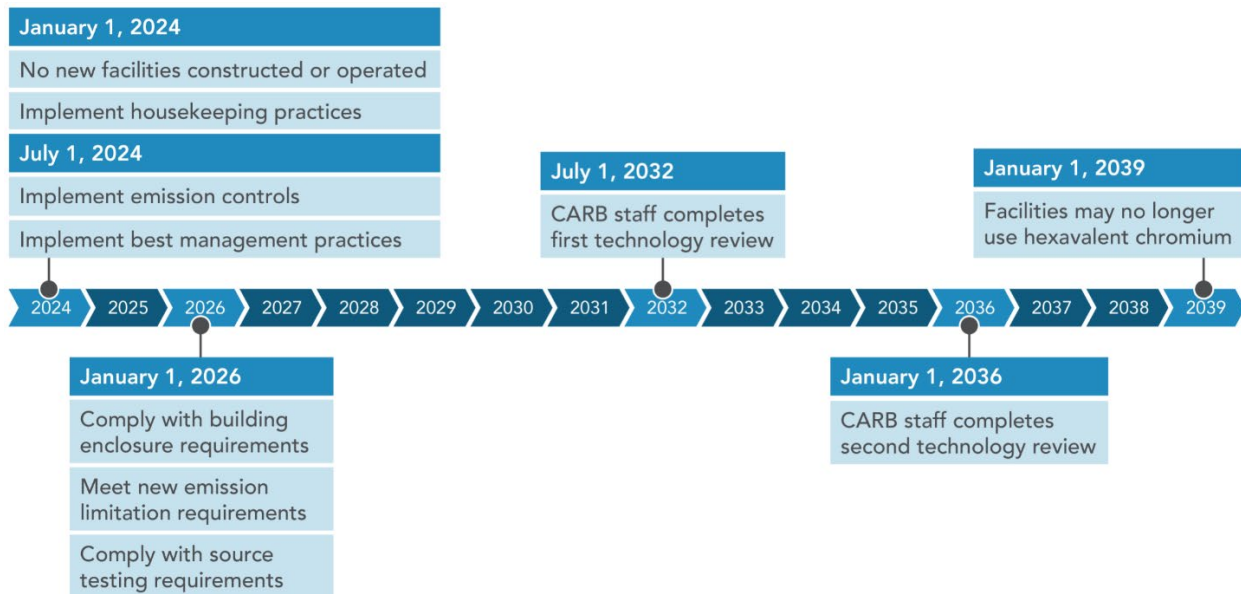 January 1, 2024
No new facilities constructed or operated
Implement housekeeping practices
July 1, 2024
Implement emission controls
Implement best management practices
July 1, 2032
CARB staff completes
first technology review
January 1, 2039
Facilities may no longer
use hexavalent chromium
2024
2025
2026
2027
2028
2029
2030
2031
2032
2033
2034
2035
2036
2037
2038
2039
January 1, 2026
Comply with building
enclosure requirements
Meet new emission
limitation requirements
Comply with source
testing requirements
January 1, 2036
CARB staff completes
second technology review